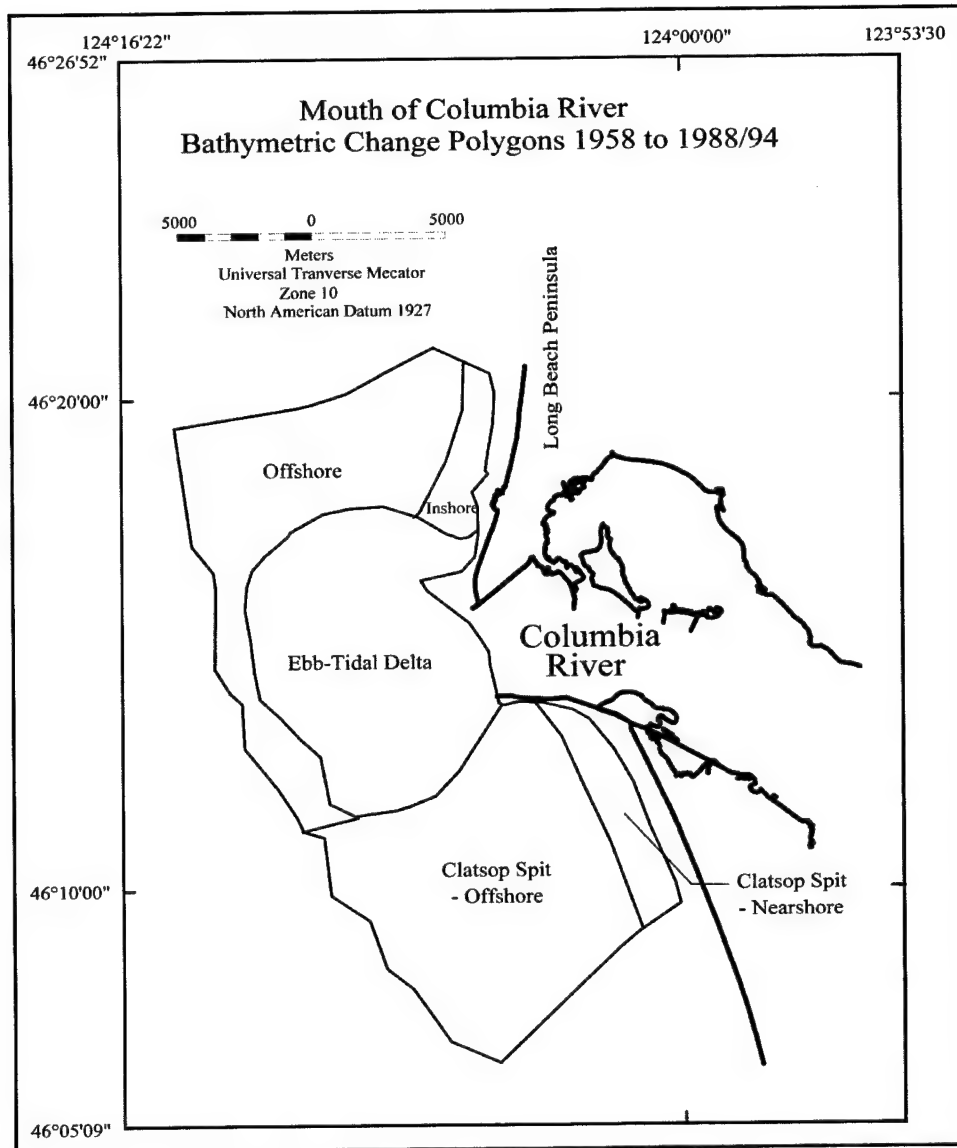 124°16'22" 124°00'00" 123°53'30
46°26'52"
Mouth of Columbia River
Bathymetric Change Polygons 1958 to 1988/94
5000 0 5000
Meters
Universal Tranverse Mecator
Zone 10
North American Datum 1927
Long Beach Peninsula
46°20'00"
Offshore
Inshore
Columbia
River
Ebb-Tidal Delta
46°10'00"
Clatsop Spit
- Offshore
Clatsop Spit
- Nearshore
46°05'09"